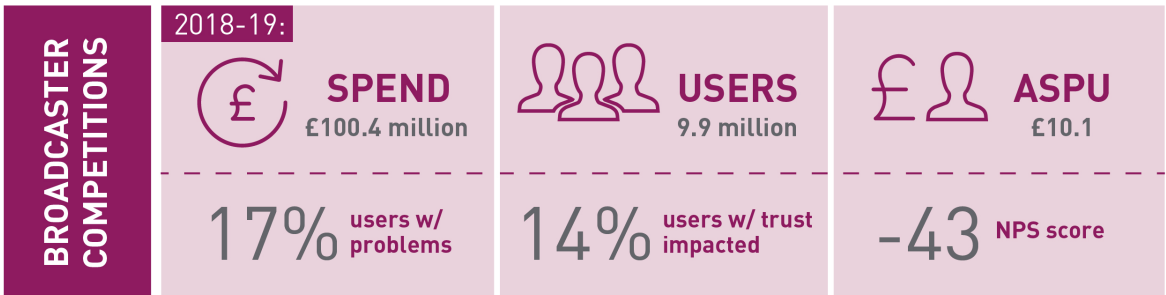 BROADCASTER
COMPETITIONS
2018-19:
£
SPEND
£100.4 million
USERS
9.9 million
£
ASPU
£10.1
17% users w/
problems
14% users w/ trust
impacted
-43 NPS score